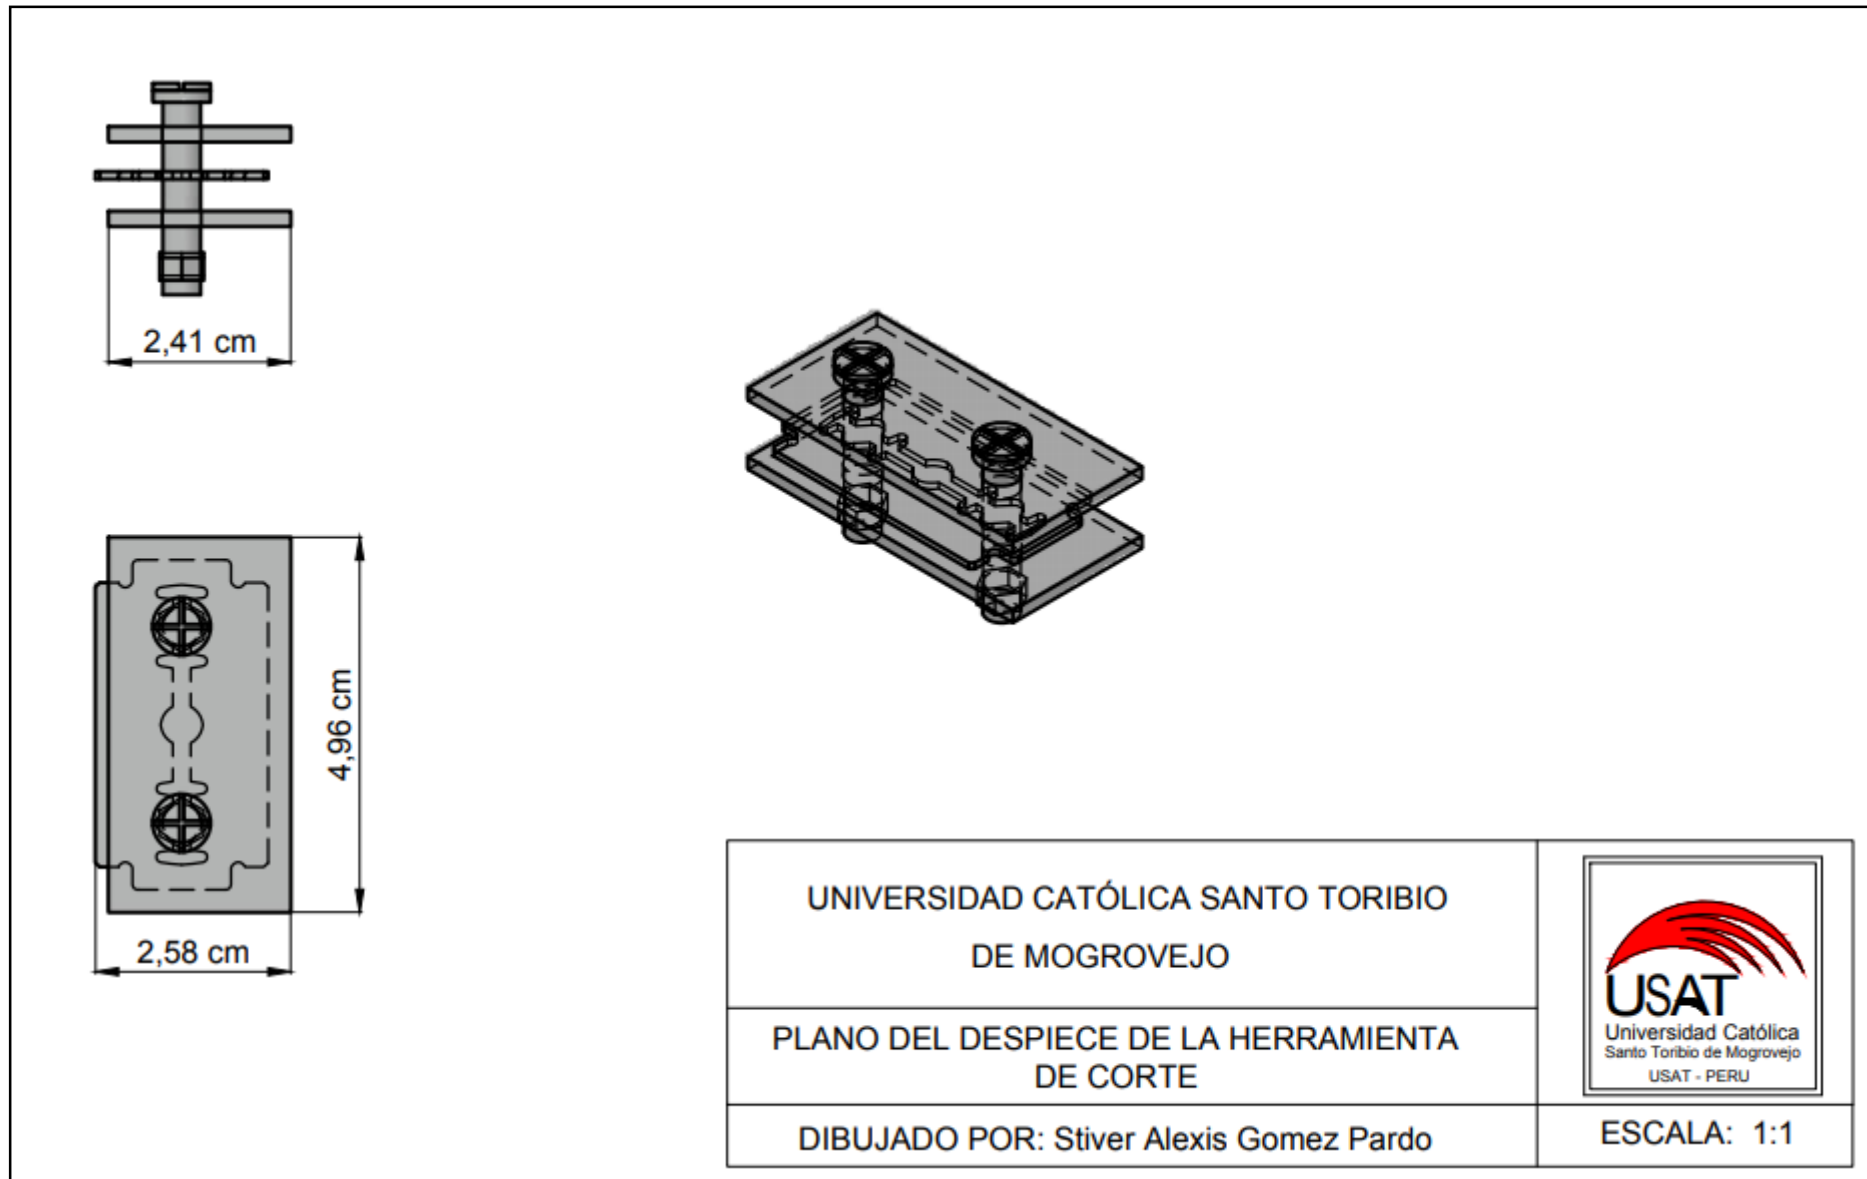 2,41 cm
4,96 cm
2,58 cm
UNIVERSIDAD CATÓLICA SANTO TORIBIO
DE MOGROVEJO
PLANO DEL DESPIECE DE LA HERRAMIENTA
DE CORTE
DIBUJADO POR: Stiver Alexis Gomez Pardo
USAT
Universidad Católica
Santo Toribio de Mogrovejo
USAT - PERU
ESCALA: 1:1